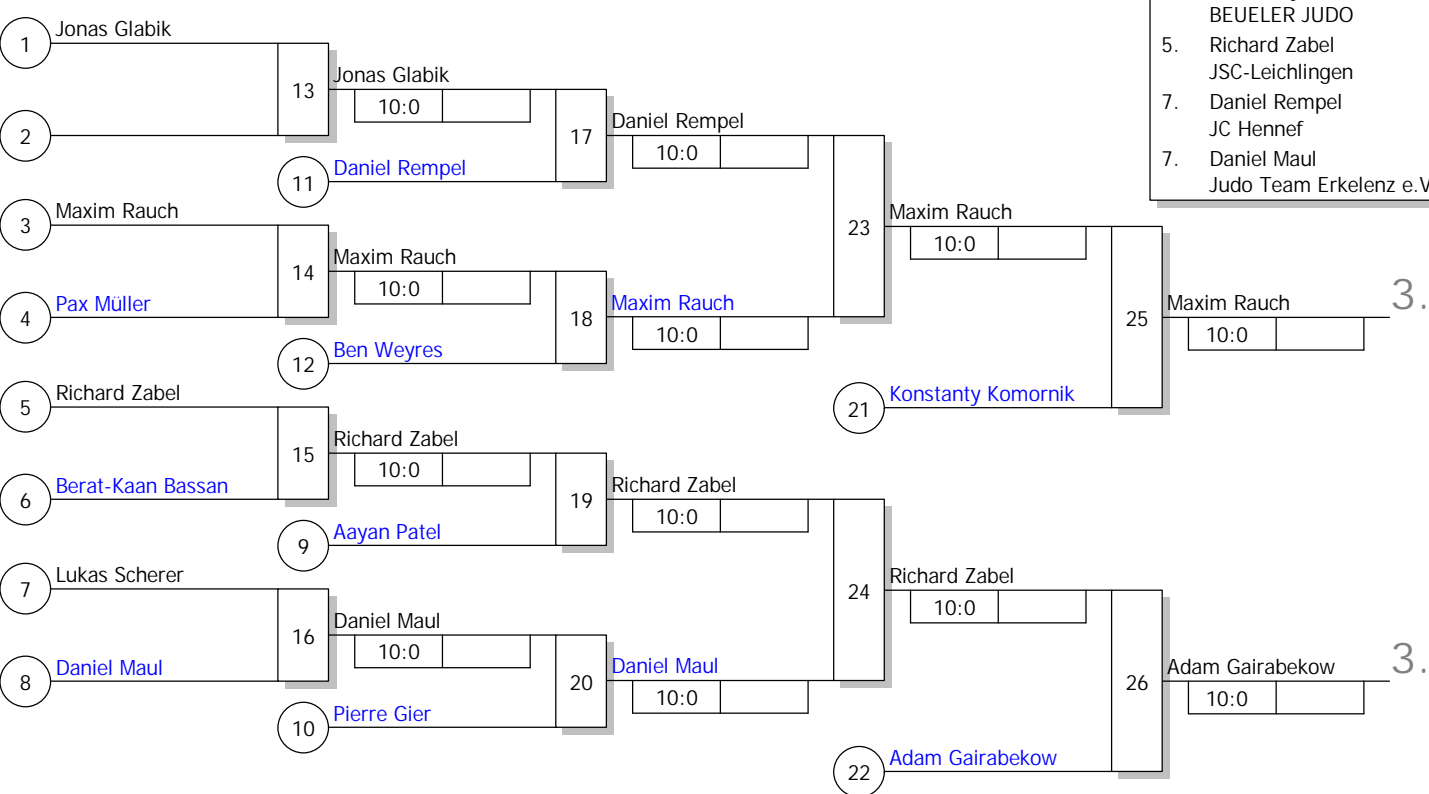 BEUELER JUDO
5. Richard Zabel
JSC-Leichlingen
7. Daniel Rempel
JC Hennef
7. Daniel Maul
Judo Team Erkelenz e.V
1 Jonas Glabik
2
13 Jonas Glabik
10:0
11 Daniel Rempel
17 Daniel Rempel
10:0
3 Maxim Rauch
4 Pax Müller
14 Maxim Rauch
10:0
12 Ben Weyres
18 Maxim Rauch
10:0
23 Maxim Rauch
10:0
21 Konstanty Komornik
25 Maxim Rauch 3.
10:0
5 Richard Zabel
6 Berat-Kaan Bassan
15 Richard Zabel
10:0
9 Aayan Patel
19 Richard Zabel
10:0
7 Lukas Scherer
8 Daniel Maul
16 Daniel Maul
10:0
10 Pierre Gier
20 Daniel Maul
10:0
24 Richard Zabel
10:0
22 Adam Gairabekow
26 Adam Gairabekow 3.
10:0